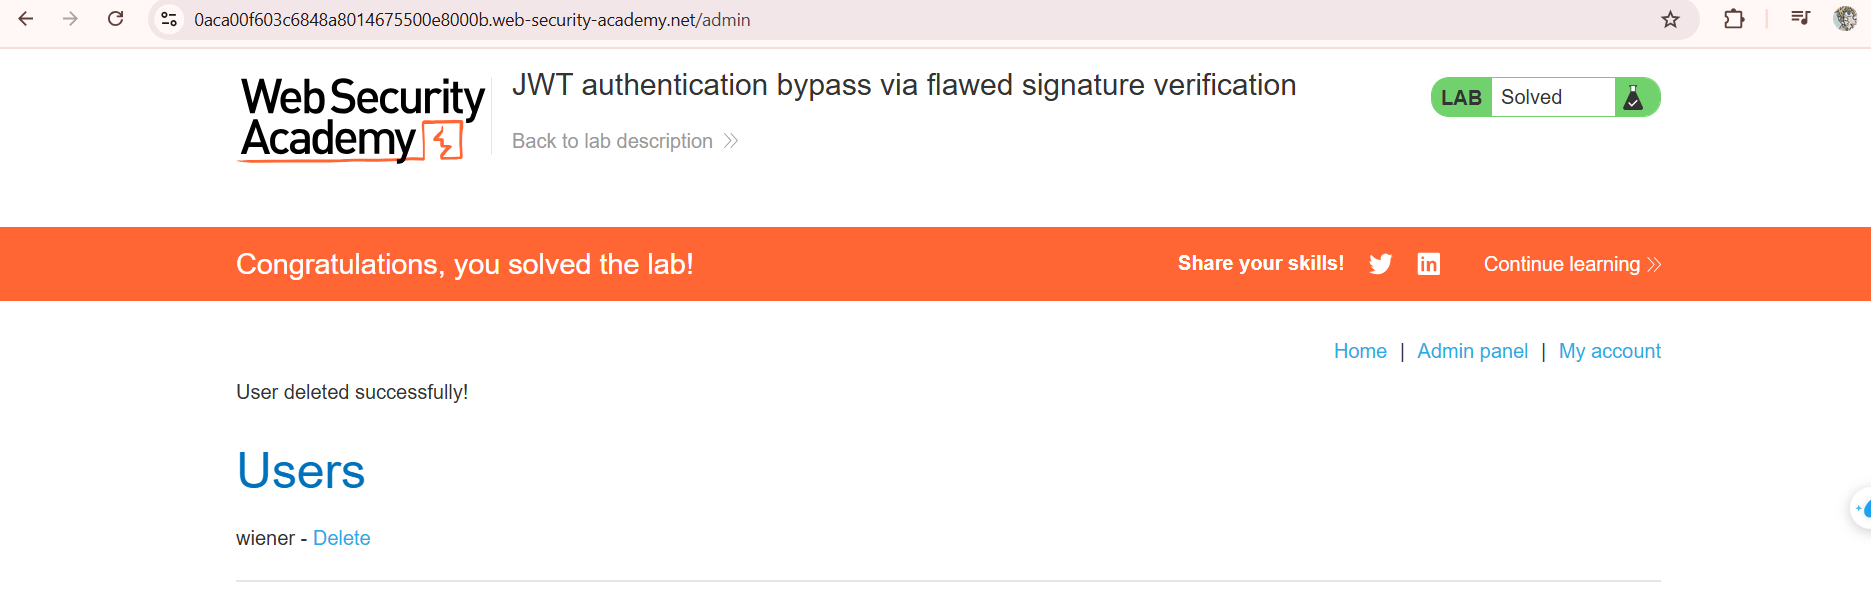 0aca00f603c6848a8014675500e8000b.web-security-academy.net/admin
Web Security
Academy
JWT authentication bypass via flawed signature verification
Back to lab description
LAB Solved
Congratulations, you solved the lab!
Share your skills!
Continue learning
Home | Admin panel | My account
User deleted successfully!
Users
wiener - Delete